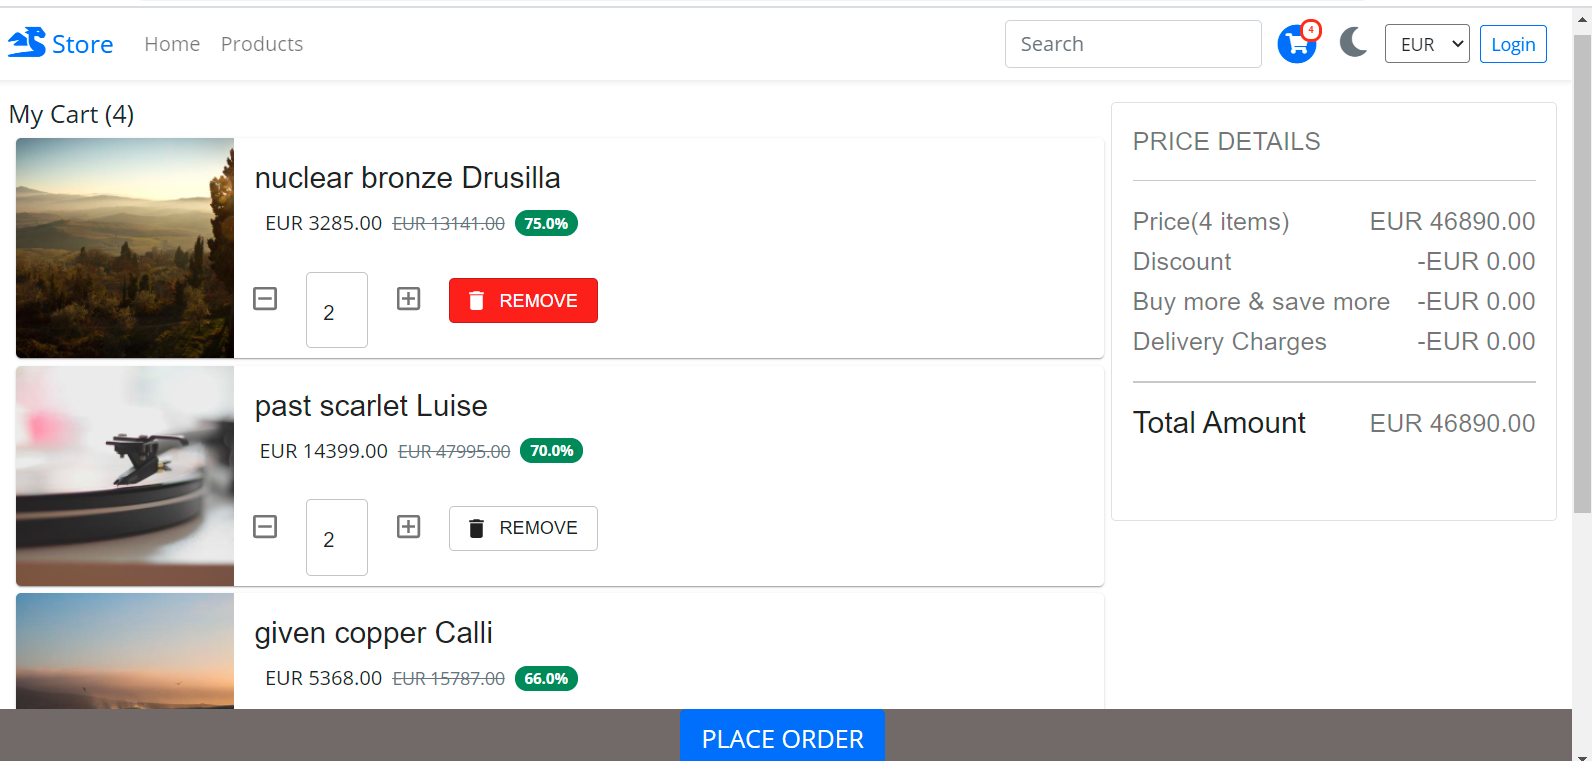 Store Home Products Search 4 EUR Login
My Cart (4)
nuclear bronze Drusilla
EUR 3285.00 EUR 13141.00 75.0%
2 REMOVE
past scarlet Luise
EUR 14399.00 EUR 47995.00 70.0%
2 REMOVE
given copper Calli
EUR 5368.00 EUR 15787.00 66.0%
PRICE DETAILS
Price(4 items) EUR 46890.00
Discount -EUR 0.00
Buy more & save more -EUR 0.00
Delivery Charges -EUR 0.00
Total Amount EUR 46890.00
PLACE ORDER